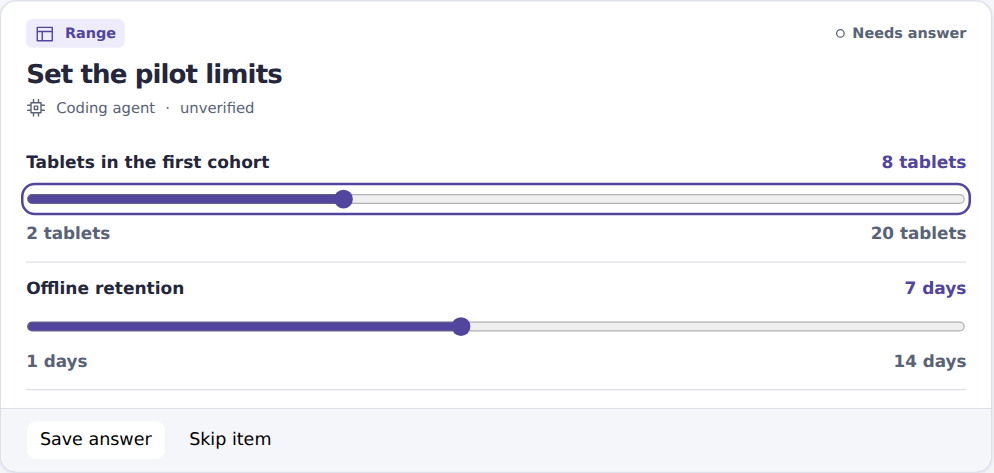 Range
Needs answer
Set the pilot limits
Coding agent · unverified
Tablets in the first cohort
8 tablets
2 tablets
20 tablets
Offline retention
7 days
1 days
14 days
Save answer
Skip item